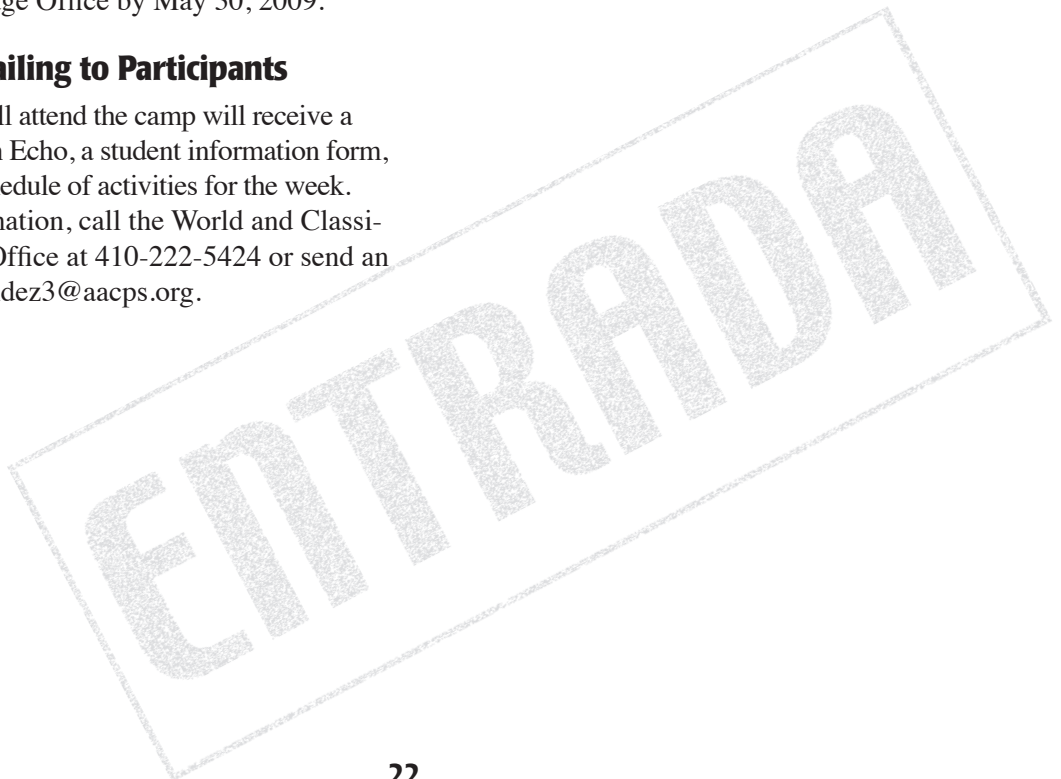 ge Office by May 30, 2009.
ailing to Participants
ll attend the camp will receive a
n Echo, a student information form,
edule of activities for the week.
nation, call the World and Classi-
Office at 410-222-5424 or send an
dez3@aacps.org.
ENTRADA
22